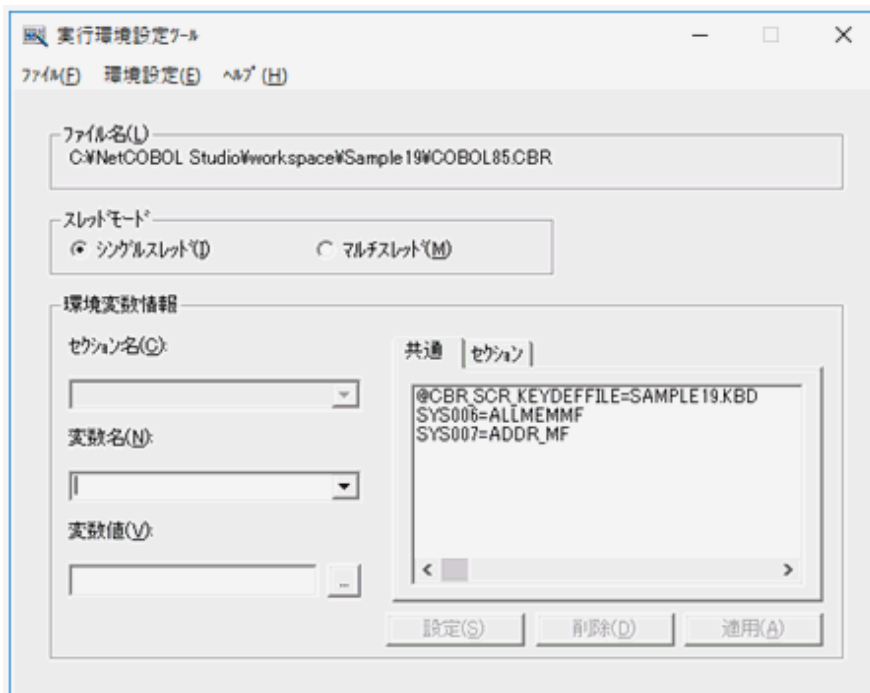 実行環境設定ﾂｰﾙ
ﾌｧｲﾙ(F) 環境設定(E) ﾍﾙﾌﾟ(H)
ﾌｧｲﾙ名(L)
C:¥NetCOBOL Studio¥workspace¥Sample19¥COBOL85.CBR
ｽﾚｯﾄﾞﾓｰﾄﾞ
ｼﾝｸﾞﾙｽﾚｯﾄﾞ(I) ﾏﾙﾁｽﾚｯﾄﾞ(M)
環境変数情報
ｾｸｼｮﾝ名(C):
共通 ｾｸｼｮﾝ
@CBR_SCR_KEYDEFFILE=SAMPLE19.KBD
SYS006=ALLMEMMF
SYS007=ADDR_MF
変数名(N):
変数値(V):
...
設定(S) 削除(D) 適用(A)